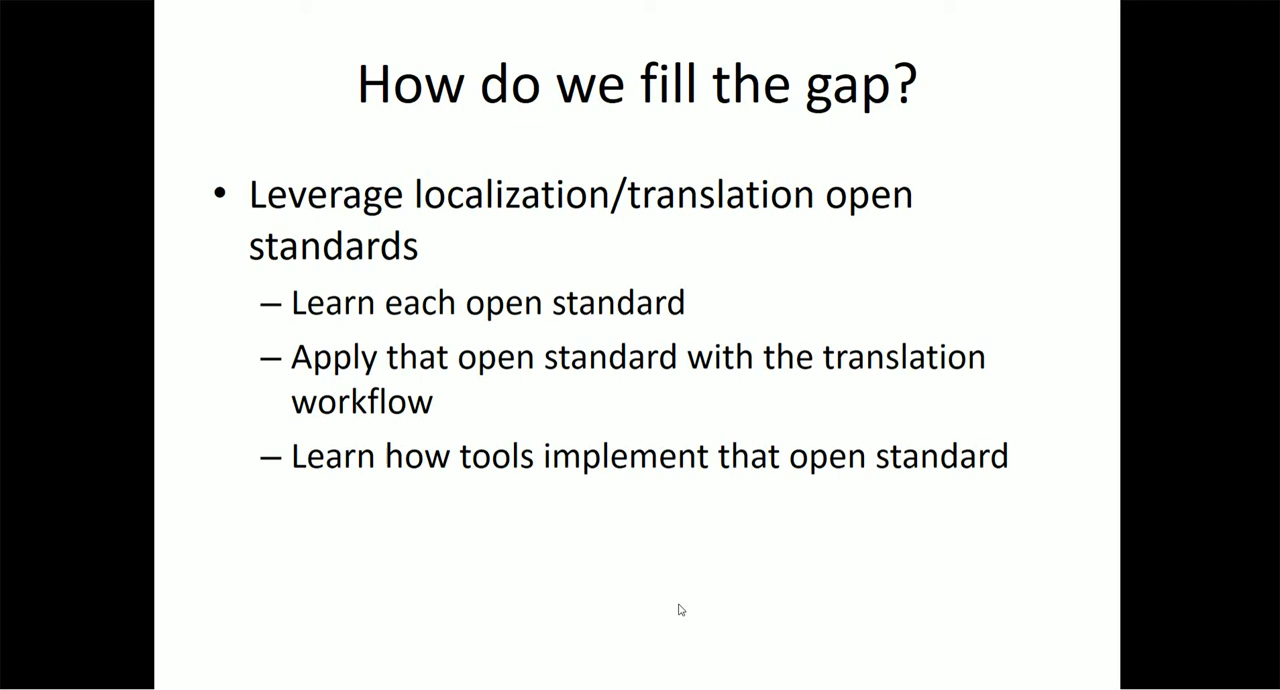 How do we fill the gap?
• Leverage localization/translation open
standards
– Learn each open standard
– Apply that open standard with the translation
workflow
– Learn how tools implement that open standard